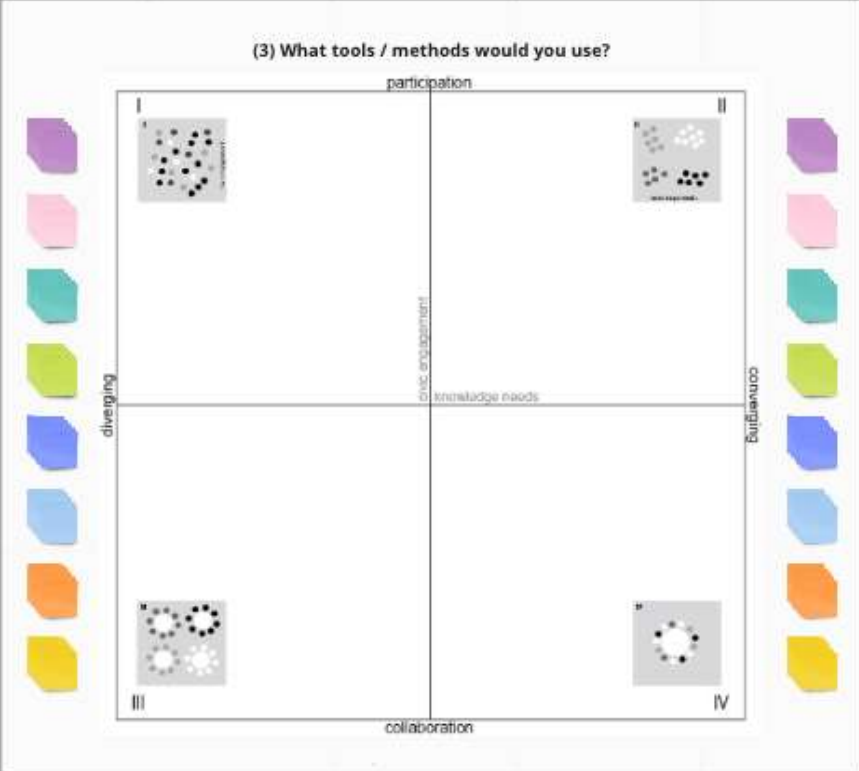 (3) What tools / methods would you use?
participation
I
II
civic engagement
knowledge needs
diverging
converging
III
IV
collaboration